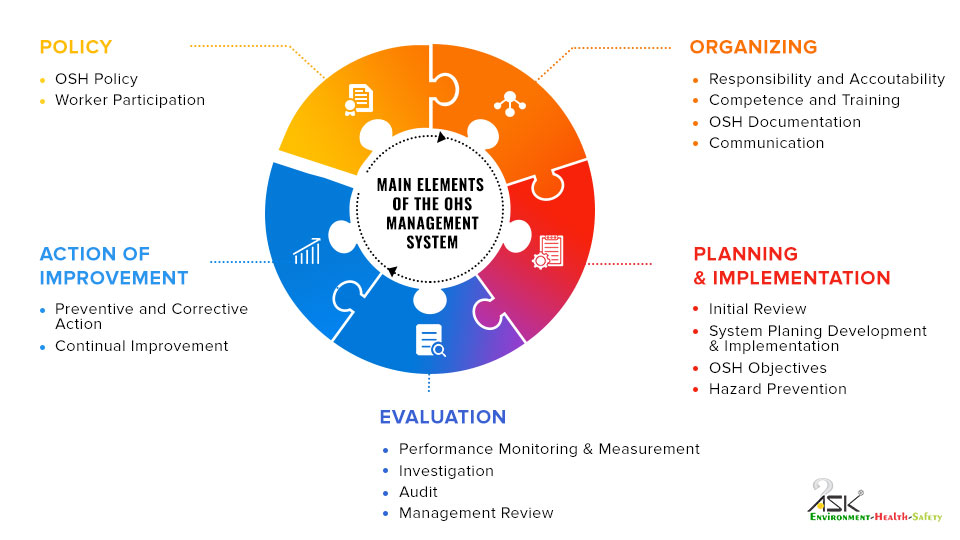 POLICY
OSH Policy
Worker Participation
ORGANIZING
Responsibility and Accoutability
Competence and Training
OSH Documentation
Communication
MAIN ELEMENTS
OF THE OHS
MANAGEMENT
SYSTEM
ACTION OF
IMPROVEMENT
Preventive and Corrective
Action
Continual Improvement
PLANNING
& IMPLEMENTATION
Initial Review
System Planing Development
& Implementation
OSH Objectives
Hazard Prevention
EVALUATION
Performance Monitoring & Measurement
Investigation
Audit
Management Review
ASK®
Environment-Health-Safety